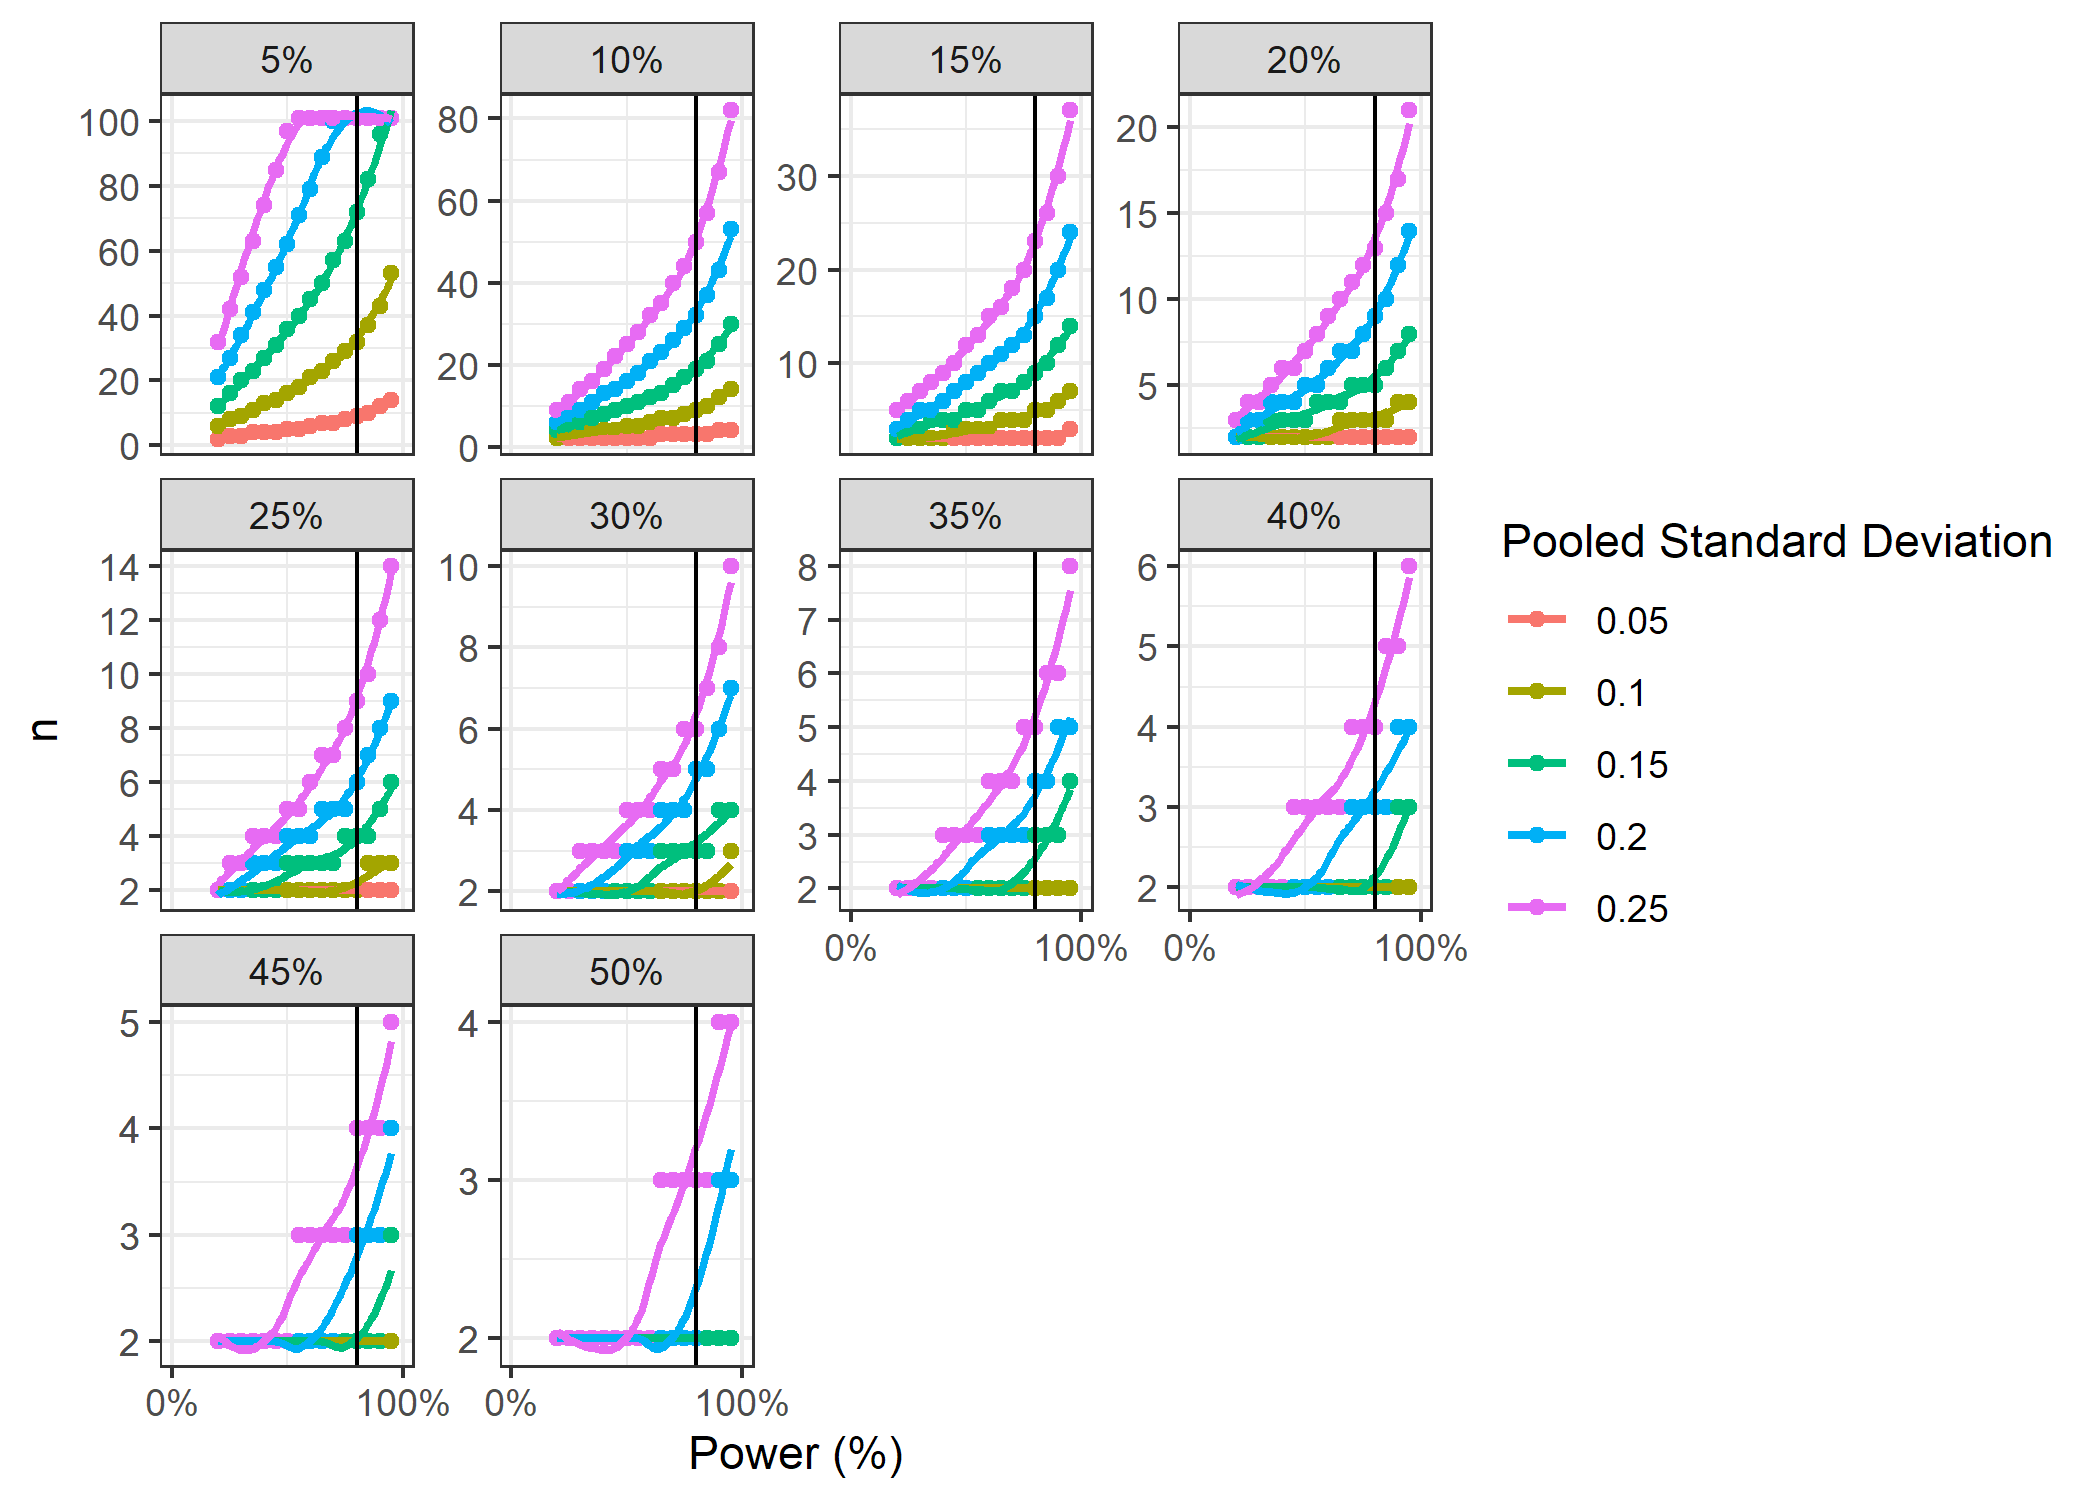 5% 10% 15% 20%
100 80 60 40 20 0
80 60 40 20 0
30 20 10
20 15 10 5
25% 30% 35% 40%
14 12 10 8 6 4 2
10 8 6 4 2
8 7 6 5 4 3 2
6 5 4 3 2
0% 100% 0% 100%
45% 50%
5 4 3 2
4 3 2
0% 100% 0% 100%
n
Power (%)
Pooled Standard Deviation
0.05
0.1
0.15
0.2
0.25